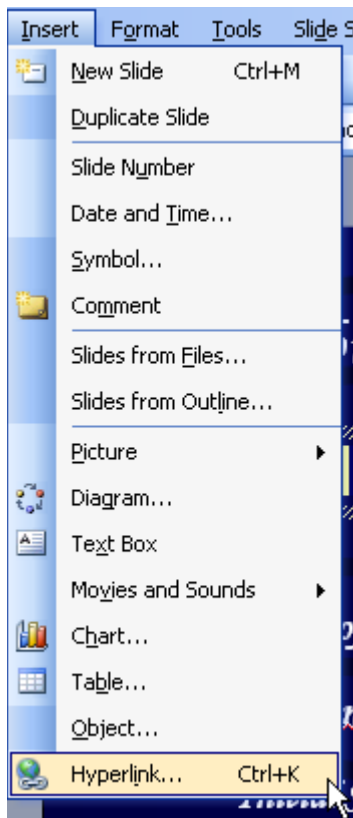 Insert Format Tools Slide S
New Slide Ctrl+M
Duplicate Slide
Slide Number
Date and Time...
Symbol...
Comment
Slides from Files...
Slides from Outline...
Picture
Diagram...
Text Box
Movies and Sounds
Chart...
Table...
Object...
Hyperlink... Ctrl+K